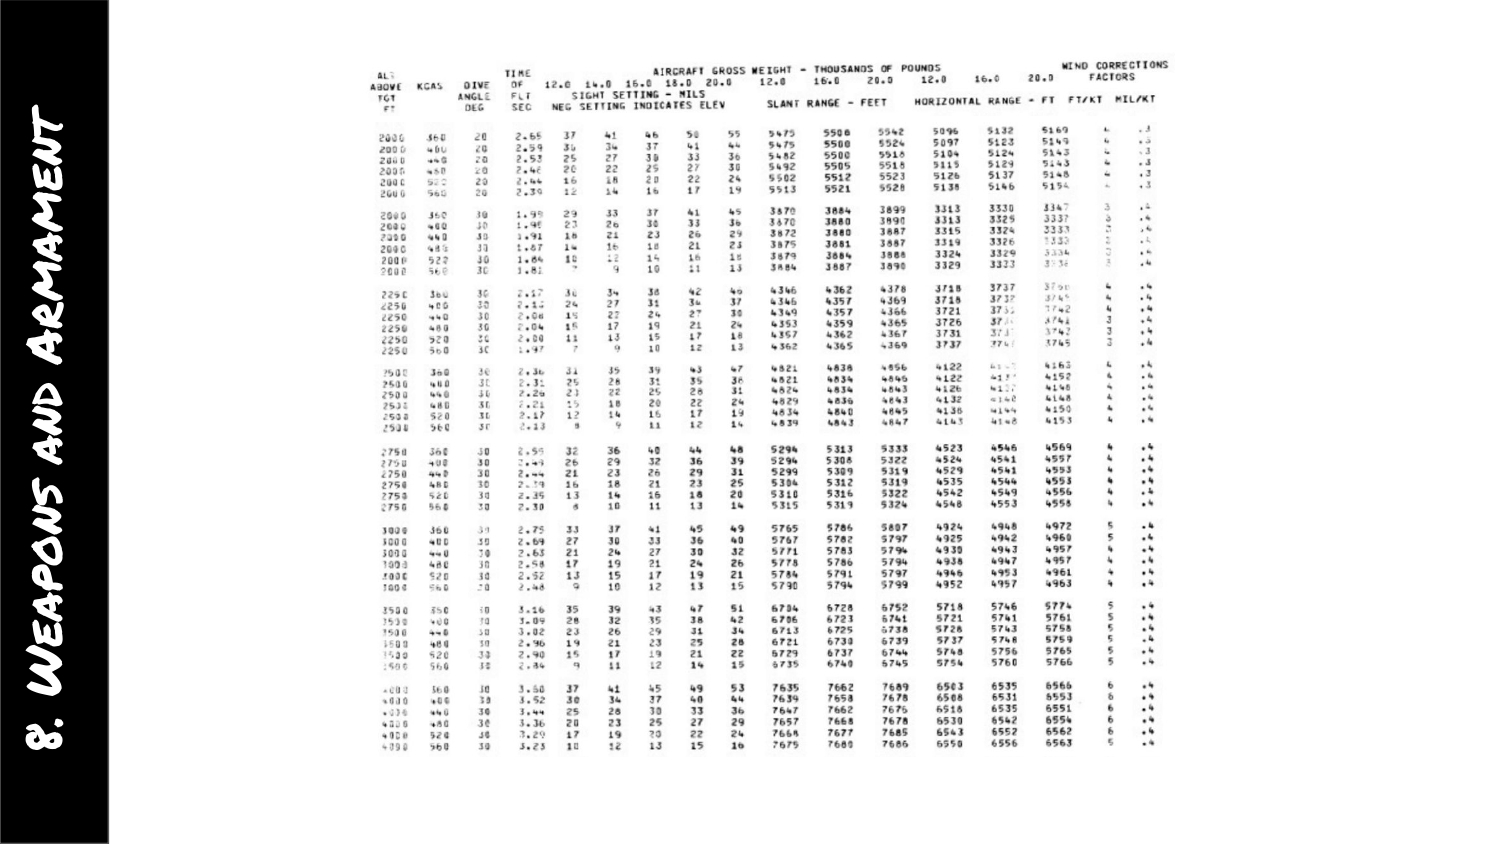 8. WEAPONS AND ARMAMENT
AIRCRAFT GROSS WEIGHT - THOUSANDS OF POUNDS WIND CORRECTIONS
ALT TIME
ABOVE KCAS DIVE OF 12.0 14.0 16.0 18.0 20.0 12.0 16.0 20.0 12.0 16.0 20.0 FACTORS
TGT ANGLE FLT SIGHT SETTING - MILS
FT DEG SEC NEG SETTING INDICATES ELEV SLANT RANGE - FEET HORIZONTAL RANGE - FT FT/KT MIL/KT
2000 360 20 2.65 37 41 46 50 55 5475 5508 5542 5096 5132 5169 .3
2000 400 20 2.59 34 37 41 44 5475 5500 5524 5097 5123 5149 .3
2000 440 20 2.53 25 27 30 33 36 5482 5500 5518 5104 5124 5143 .3
2000 480 20 20 22 25 27 30 5492 5505 5518 5115 5129 5143 .3
2000 20 2.44 16 18 20 22 24 5502 5512 5523 5126 5137 5148 .3
2000 560 20 2.39 12 14 16 17 19 5513 5521 5528 5138 5146 .3
2000 360 30 1.99 29 33 37 41 45 3870 3884 3899 3313 3330 3347 3
2000 400 30 1.95 23 26 30 33 36 3870 3880 3890 3313 3325 3337 .4
2000 440 30 1.91 18 21 23 26 29 3872 3880 3887 3315 3324 3333
2000 480 30 1.87 14 16 18 21 23 3875 3881 3887 3319 3326
2000 522 30 1.84 10 12 14 16 18 3879 3884 3888 3324 3329 3334 .4
2000 560 30 1.81 9 10 11 13 3884 3887 3890 3329 3333 .4
2250 360 30 2.17 30 34 38 42 46 4346 4362 4378 3718 3737 4 .4
2250 400 30 24 27 31 34 37 4346 4357 4369 3718 4 .4
2250 440 30 2.08 22 24 27 30 4349 4357 4366 3721 4 .4
2250 480 30 2.04 15 17 19 21 24 4353 4359 4365 3726 3 .4
2250 520 30 2.00 11 13 15 17 18 4357 4362 4367 3731 3742 3 .4
2250 560 30 1.97 9 10 12 13 4362 4365 4369 3737 3745 3 .4
2500 360 30 2.36 31 35 39 43 47 4821 4838 4856 4122 4163 4 .4
2500 400 30 2.31 25 28 31 35 38 4821 4834 4846 4122 4152 4 .4
2500 440 30 2.26 22 25 28 31 4824 4834 4843 4126 4148 4 .4
2500 480 30 2.21 15 18 20 22 24 4829 4836 4843 4132 4140 4148 4 .4
2500 520 30 2.17 12 14 16 17 19 4834 4840 4845 4138 4144 4150 4 .4
2500 560 30 2.13 8 9 11 12 14 4839 4843 4847 4143 4148 4153 4 .4
2750 360 30 32 36 40 44 48 5294 5313 5333 4523 4546 4569 4 .4
2750 400 30 26 29 32 36 39 5294 5308 5322 4524 4541 4557 4 .4
2750 440 30 2.44 21 23 26 29 31 5299 5309 5319 4529 4541 4553 4 .4
2750 480 30 2.39 16 18 21 23 25 5304 5312 5319 4535 4544 4553 4 .4
2750 520 30 2.35 13 14 16 18 20 5310 5316 5322 4542 4549 4556 4 .4
2750 560 30 2.30 8 10 11 13 14 5315 5319 5324 4548 4553 4558 4 .4
3000 360 30 2.75 33 37 41 45 49 5765 5786 5807 4924 4948 4972 5 .4
3000 400 30 2.69 27 30 33 36 40 5767 5782 5797 4925 4942 4960 5 .4
3000 440 30 2.63 21 24 27 30 32 5771 5783 5794 4930 4943 4957 4 .4
3000 480 30 2.58 17 19 21 24 26 5778 5786 5794 4938 4947 4957 4 .4
3000 520 30 2.52 13 15 17 19 21 5784 5791 5797 4946 4953 4961 4 .4
3000 560 30 2.48 9 10 12 13 15 5790 5794 5799 4952 4957 4963 4 .4
3500 360 30 3.16 35 39 43 47 51 6704 6728 6752 5718 5746 5774 5 .4
3500 400 30 3.09 28 32 35 38 42 6706 6723 6741 5721 5741 5761 5 .4
3500 440 30 3.02 23 26 29 31 34 6713 6725 6738 5728 5743 5758 5 .4
3500 480 30 2.96 19 21 23 25 28 6721 6730 6739 5737 5748 5759 5 .4
3500 520 30 2.90 15 17 19 21 22 6729 6737 6744 5748 5756 5765 5 .4
3500 560 30 2.84 9 11 12 14 15 6735 6740 6745 5754 5760 5766 5 .4
4000 360 30 3.60 37 41 45 49 53 7635 7662 7689 6503 6535 6566 6 .4
4000 400 30 3.52 30 34 37 40 44 7639 7658 7678 6508 6531 6553 6 .4
4000 440 30 3.44 25 28 30 33 36 7647 7662 7676 6518 6535 6551 6 .4
4000 480 30 3.36 20 23 25 27 29 7657 7668 7678 6530 6542 6554 6 .4
4000 520 30 3.29 17 19 20 22 24 7668 7677 7685 6543 6552 6562 6 .4
4000 560 30 3.23 10 12 13 15 16 7675 7680 7686 6550 6556 6563 5 .4